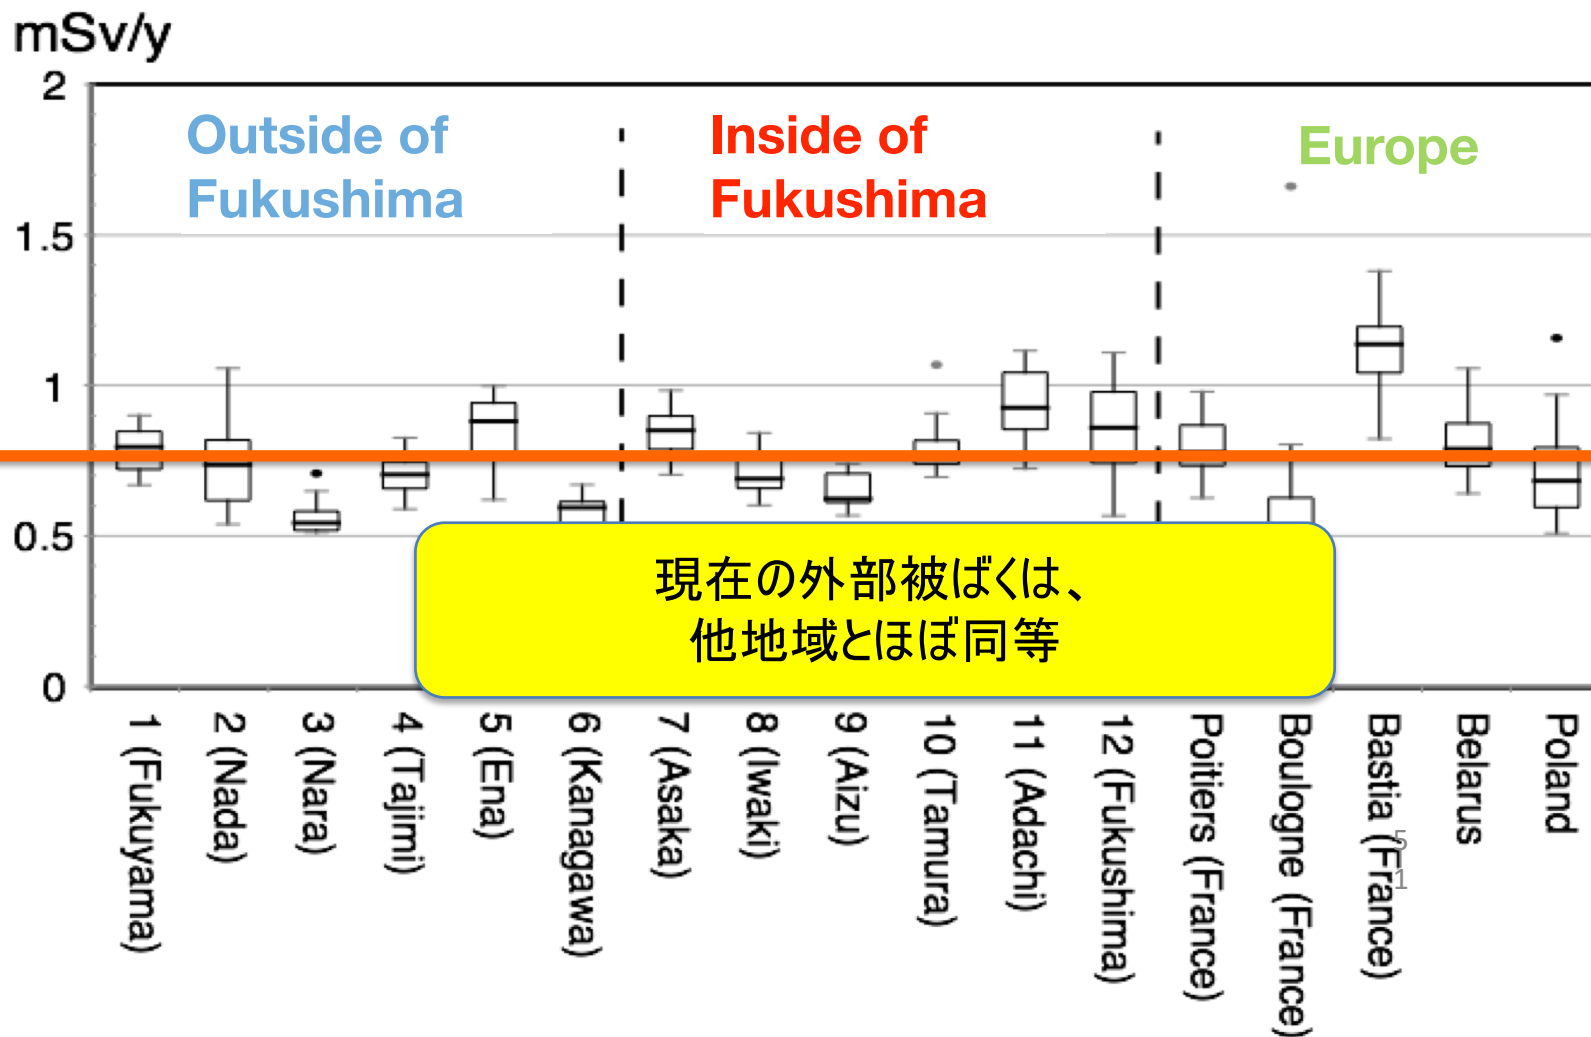 mSv/y
2
1.5
1
0.5
0
Outside of
Fukushima
Inside of
Fukushima
Europe
現在の外部被ばくは、
他地域とほぼ同等
1 (Fukuyama)
2 (Nada)
3 (Nara)
4 (Tajimi)
5 (Ena)
6 (Kanagawa)
7 (Asaka)
8 (Iwaki)
9 (Aizu)
10 (Tamura)
11 (Adachi)
12 (Fukushima)
Poitiers (France)
Boulogne (France)
Bastia (France)
Belarus
Poland
51